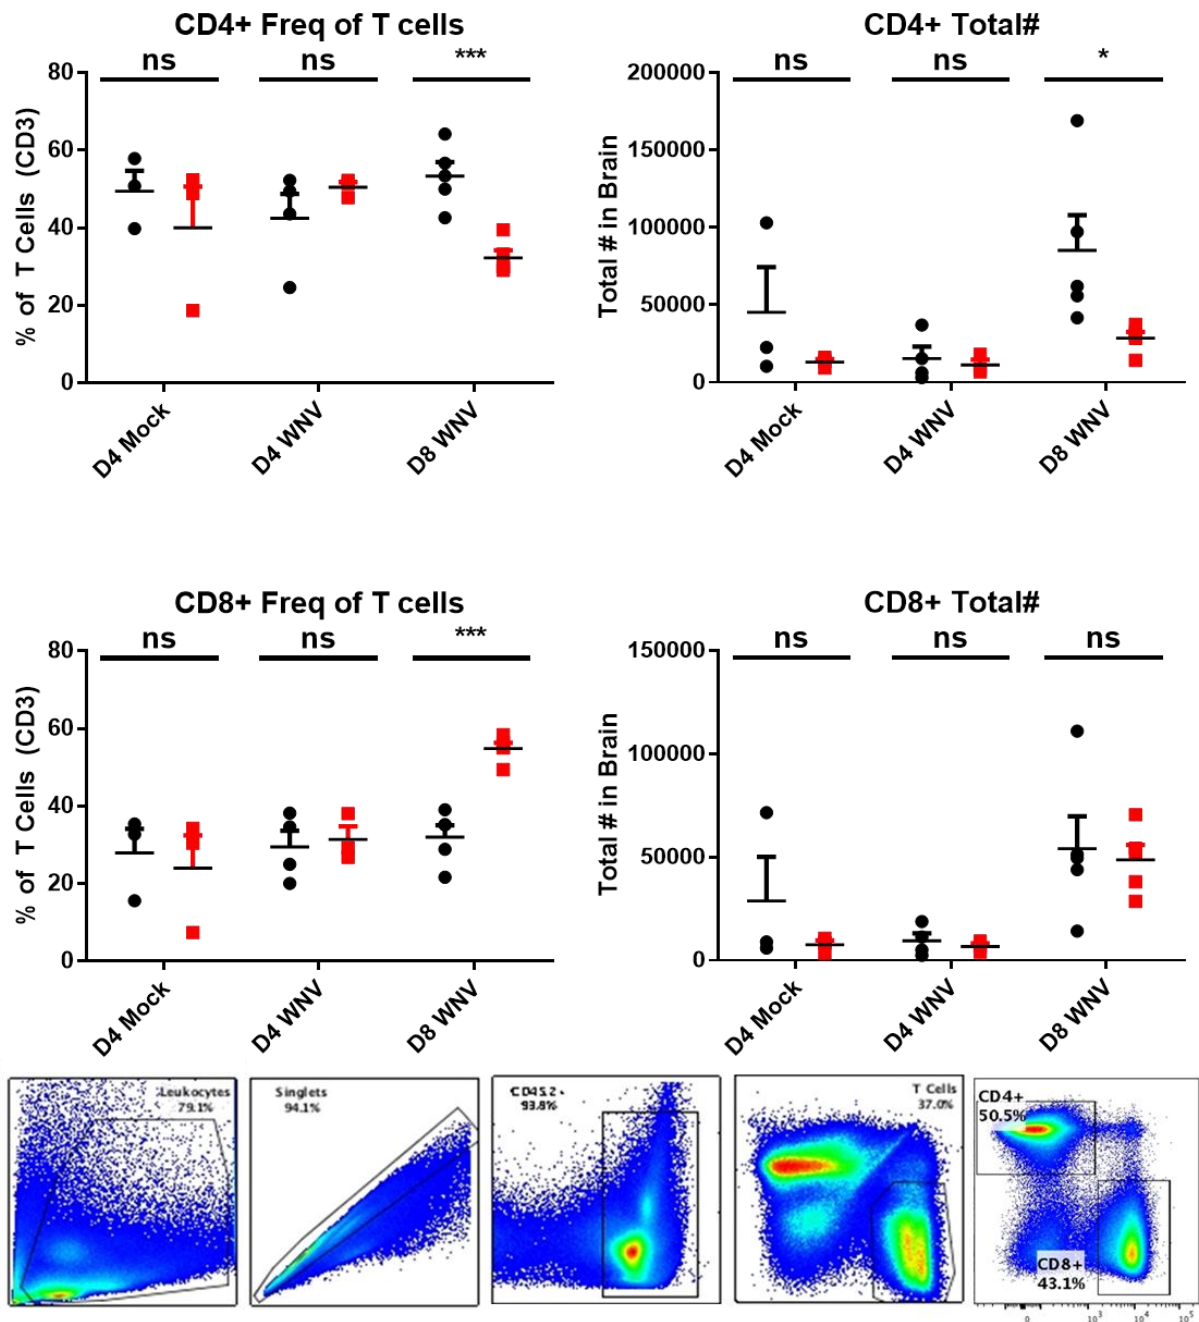 CD4+ Freq of T cells
ns ns ***
80
60
40
20
0
% of T Cells (CD3)
D4 Mock
D4 WNV
D8 WNV
CD4+ Total#
ns ns *
200000
150000
100000
50000
0
Total # in Brain
D4 Mock
D4 WNV
D8 WNV
CD8+ Freq of T cells
ns ns ***
80
60
40
20
0
% of T Cells (CD3)
D4 Mock
D4 WNV
D8 WNV
CD8+ Total#
ns ns ns
150000
100000
50000
0
Total # in Brain
D4 Mock
D4 WNV
D8 WNV
Leukocytes
79.1%
Singlets
94.1%
CD45.2+
93.8%
T Cells
37.0%
CD4+
50.5%
CD8+
43.1%
0 10³ 10⁴ 10⁵